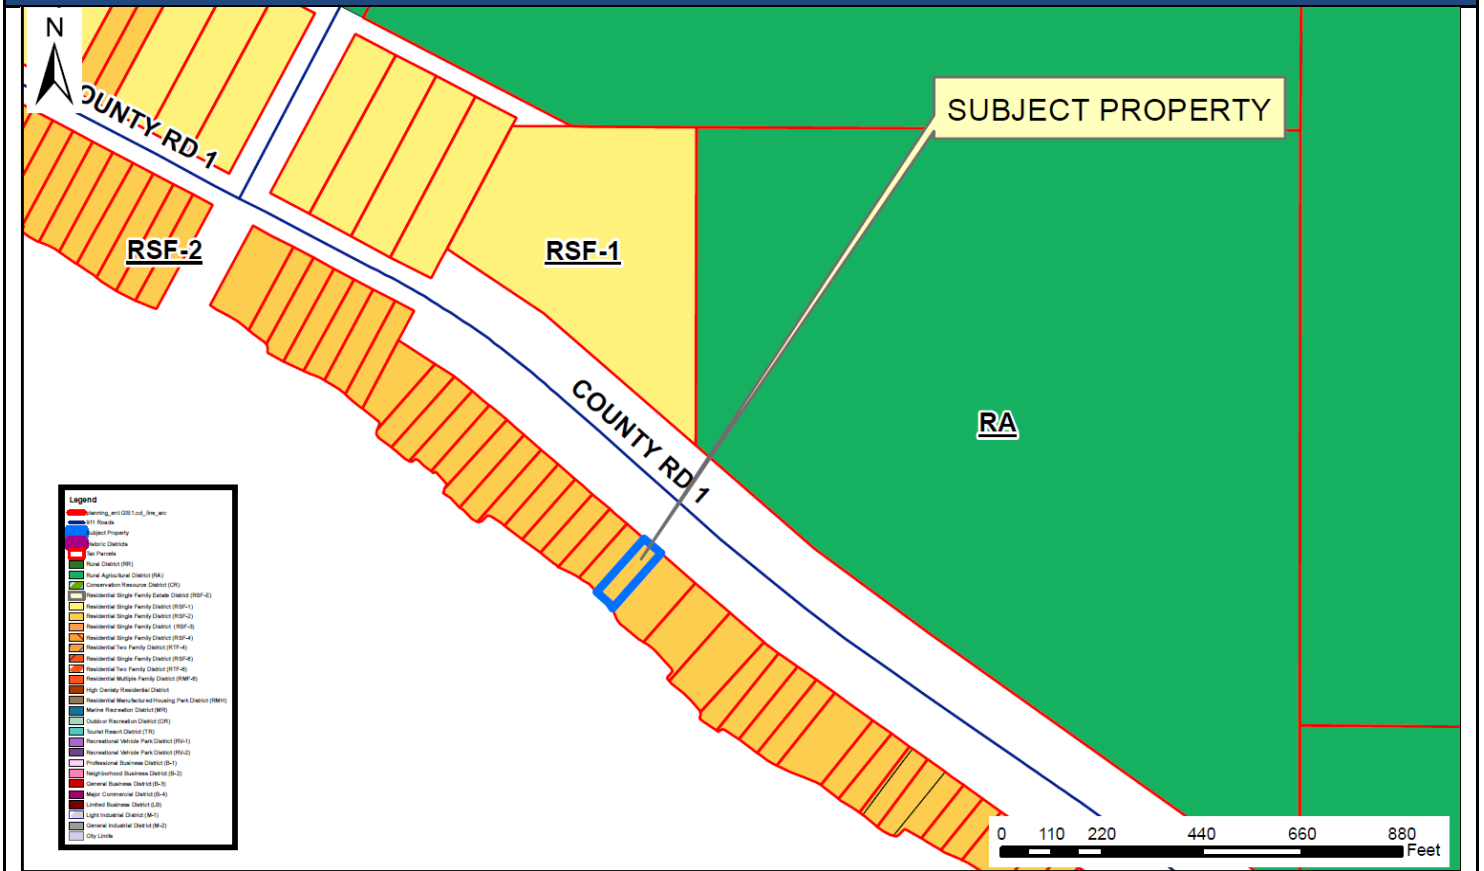 N
COUNTY RD 1
SUBJECT PROPERTY
RSF-2
RSF-1
COUNTY RD 1
RA
Legend
planning_ent.GIS1.cd_line_arc
911 Roads
Subject Property
Historic Districts
Tax Parcels
Rural District (RR)
Rural Agricultural District (RA)
Conservation Resource District (CR)
Residential Single Family Estate District (RSF-E)
Residential Single Family District (RSF-1)
Residential Single Family District (RSF-2)
Residential Single Family District (RSF-3)
Residential Single Family District (RSF-4)
Residential Two Family District (RTF-4)
Residential Single Family District (RSF-6)
Residential Two Family District (RTF-6)
Residential Multiple Family District (RMF-6)
High Density Residential District
Residential Manufactured Housing Park District (RMH)
Marine Recreation District (MR)
Outdoor Recreation District (OR)
Tourist Resort District (TR)
Recreational Vehicle Park District (RV-1)
Recreational Vehicle Park District (RV-2)
Professional Business District (B-1)
Neighborhood Business District (B-2)
General Business District (B-3)
Major Commercial District (B-4)
Limited Business District (LB)
Light Industrial District (M-1)
General Industrial District (M-2)
City Limits
0 110 220 440 660 880
Feet